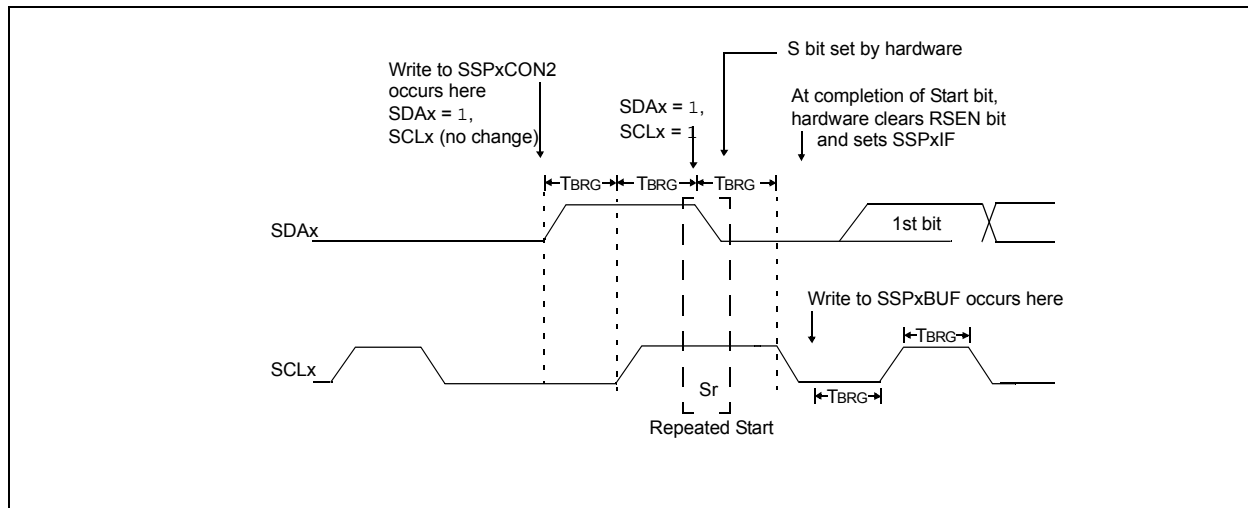 S bit set by hardware
Write to SSPxCON2
occurs here
SDAx = 1,
SCLx (no change)
SDAx = 1,
SCLx = 1
At completion of Start bit,
hardware clears RSEN bit
and sets SSPxIF
TBRG TBRG TBRG
SDAx
1st bit
Write to SSPxBUF occurs here
TBRG
SCLx
Sr
TBRG
Repeated Start